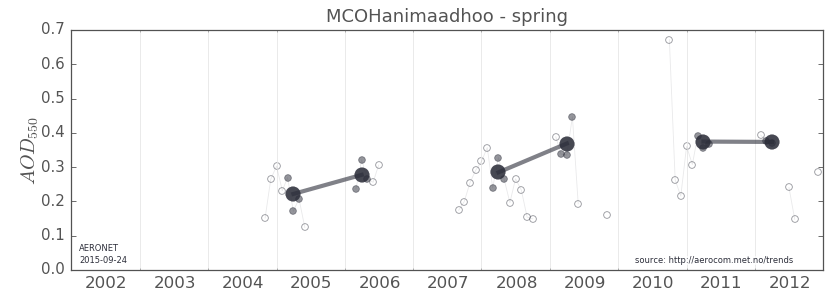 MCOHanimaadhoo - spring
0.7
0.6
0.5
0.4
0.3
0.2
0.1
0.0
AOD550
AERONET
2015-09-24
source: http://aerocom.met.no/trends
2002 2003 2004 2005 2006 2007 2008 2009 2010 2011 2012